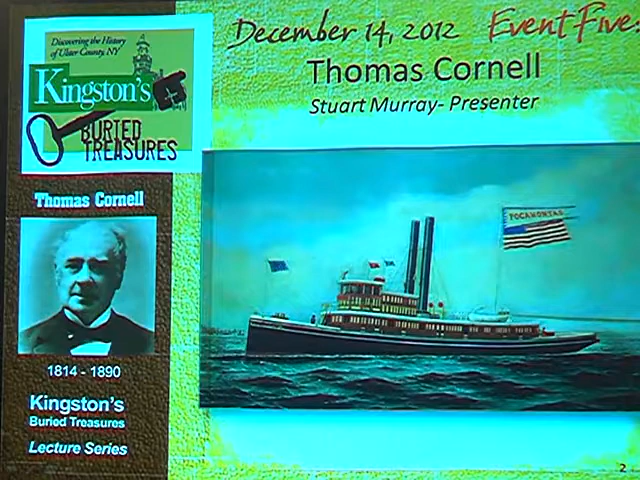 December 14, 2012 Event Five:
Thomas Cornell
Stuart Murray- Presenter
Discovering the History
of Ulster County, NY
Kingston's
BURIED
TREASURES
Thomas Cornell
POCAHONTAS
1814 - 1890
Kingston's
Buried Treasures
Lecture Series
2